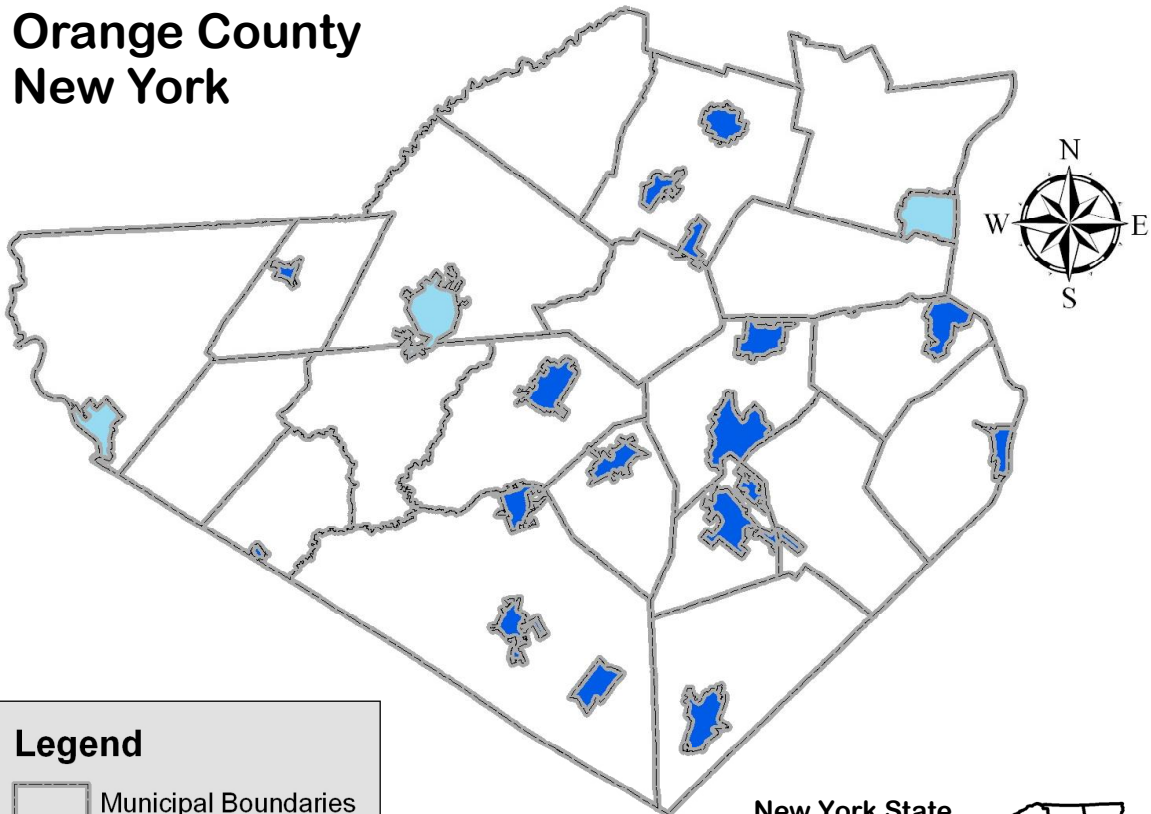 Orange County
New York
N
W
E
S
Legend
Municipal Boundaries
New York State